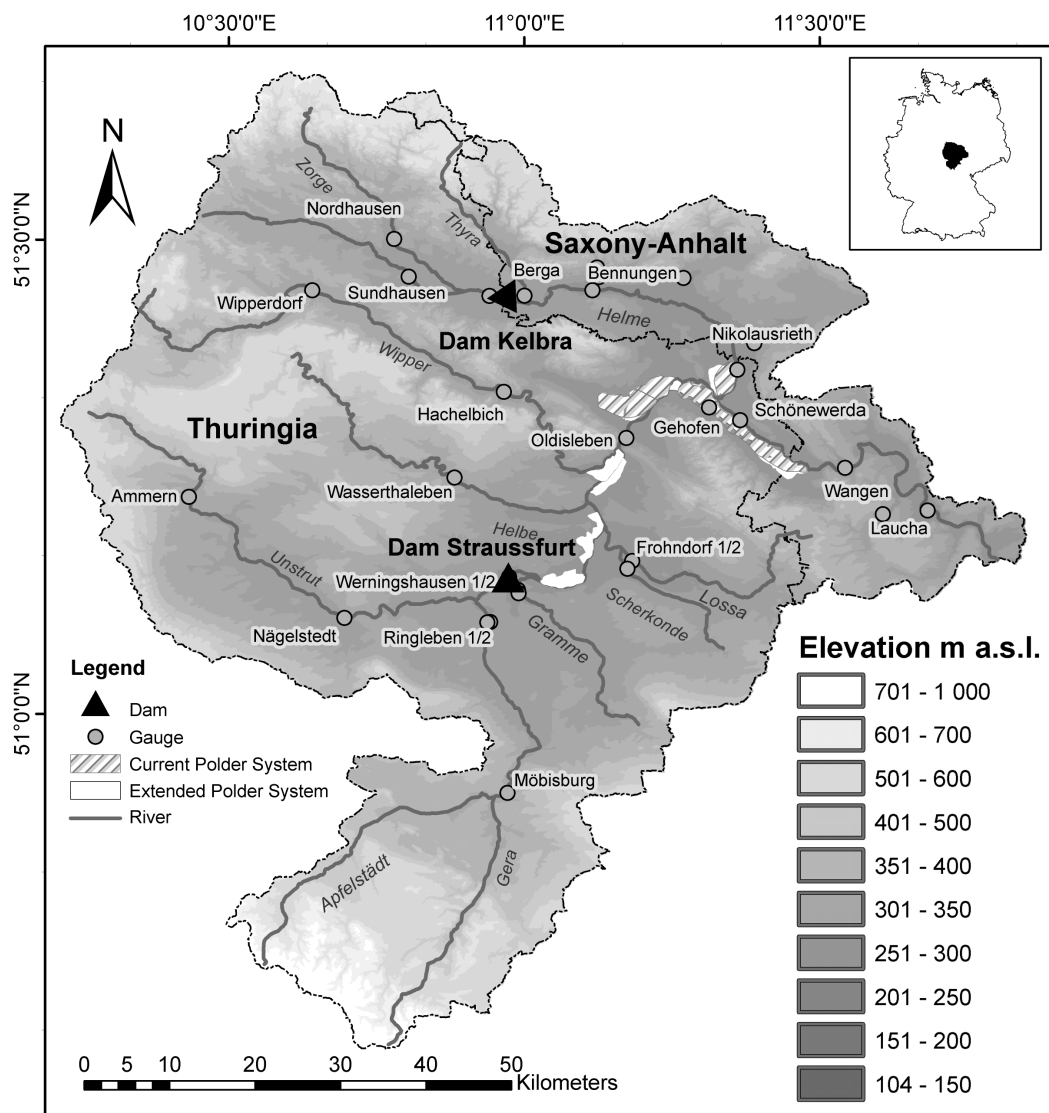 10°30'0"E
11°0'0"E
11°30'0"E
N
51°30'0"N
51°0'0"N
Zorge
Nordhausen
Thyra
Saxony-Anhalt
Berga
Bennungen
Sundhausen
Wipperdorf
Helme
Nikolausrieth
Dam Kelbra
Wipper
Hachelbich
Thuringia
Gehofen
Schönewerda
Oldisleben
Wasserthaleben
Ammern
Wangen
Laucha
Helbe
Dam Straussfurt
Frohndorf 1/2
Unstrut
Werningshausen 1/2
Lossa
Scherkonde
Nägelstedt
Ringleben 1/2
Gramme
Möbisburg
Apfelstädt
Gera
Legend
Dam
Gauge
Current Polder System
Extended Polder System
River
Elevation m a.s.l.
701 - 1 000
601 - 700
501 - 600
401 - 500
351 - 400
301 - 350
251 - 300
201 - 250
151 - 200
104 - 150
0 5 10 20 30 40 50
Kilometers